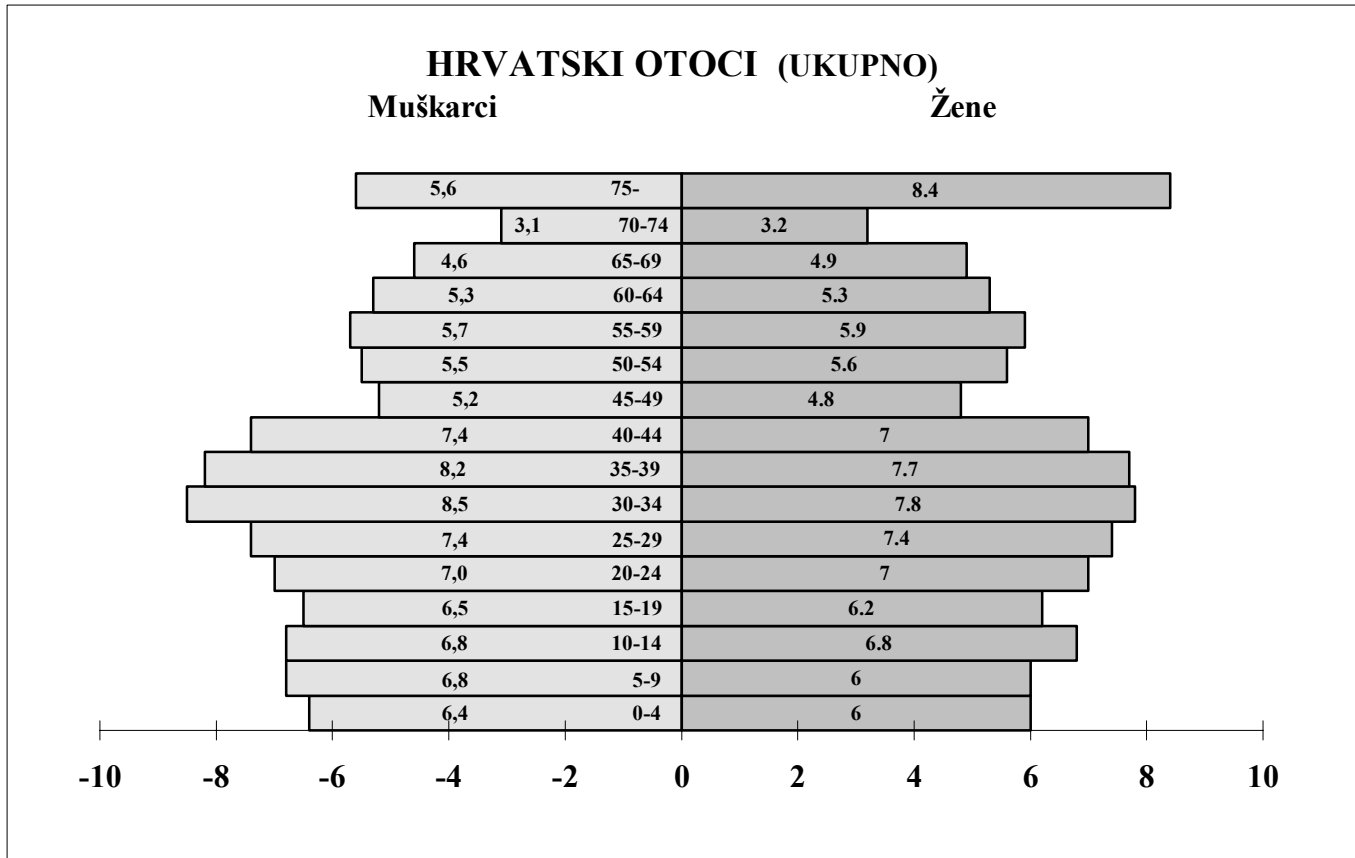 HRVATSKI OTOCI (UKUPNO)
Muškarci Žene
5,6 75- 8.4
3,1 70-74 3.2
4,6 65-69 4.9
5,3 60-64 5.3
5,7 55-59 5.9
5,5 50-54 5.6
5,2 45-49 4.8
7,4 40-44 7
8,2 35-39 7.7
8,5 30-34 7.8
7,4 25-29 7.4
7,0 20-24 7
6,5 15-19 6.2
6,8 10-14 6.8
6,8 5-9 6
6,4 0-4 6
-10 -8 -6 -4 -2 0 2 4 6 8 10